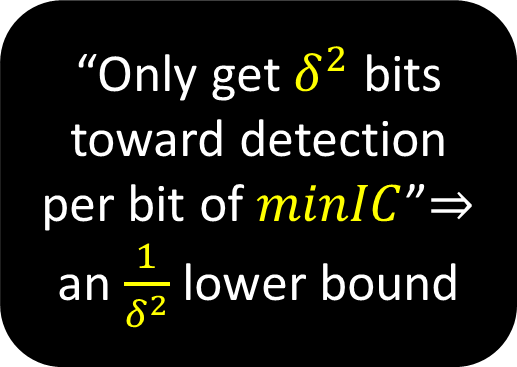 “Only get δ² bits
toward detection
per bit of minIC”⇒
an 1/δ² lower bound